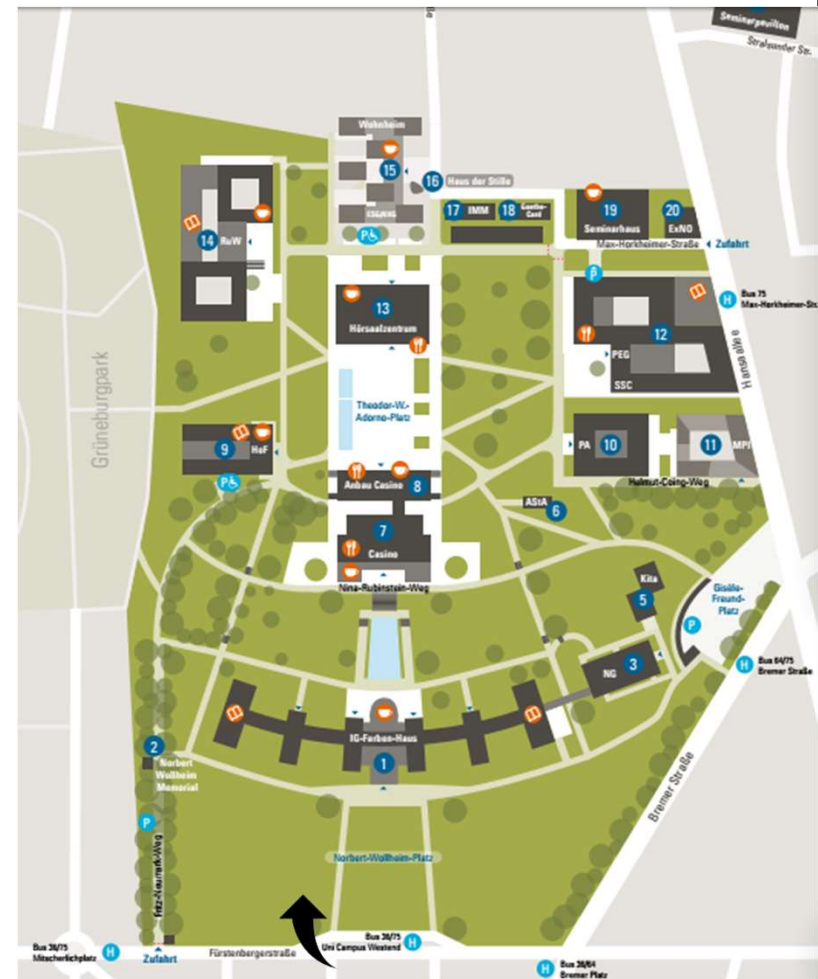 Seminarpavillon
Stralsunder Str.
Wohnheim
15
16 Haus der Stille
ESG/KHG
P
17 IMM
18 Goethe-
Card
19
Seminarhaus
20
ExNO
Max-Horkheimer-Straße
Zufahrt
14 RuW
13
Hörsaalzentrum
P
H
Bus 75
Max-Horkheimer-Str.
12
PEG
SSC
Hansaallee
Grüneburgpark
Theodor-W.-
Adorno-Platz
9
HoF
P
PA
10
11
MPI
Helmut-Coing-Weg
Anbau Casino
8
AStA
6
7
Casino
Nina-Rubinstein-Weg
Kita
5
Gisèle-
Freund-
Platz
P
3
NG
H
Bus 64/75
Bremer Straße
IG-Farben-Haus
1
2
Norbert
Wollheim
Memorial
P
Fritz-Neumark-Weg
Bremer Straße
Norbert-Wollheim-Platz
Bus 36/75
Mitscherlichplatz
H
Zufahrt
Fürstenbergerstraße
Bus 36/75
Uni Campus Westend
H
H
Bus 36/64
Bremer Platz